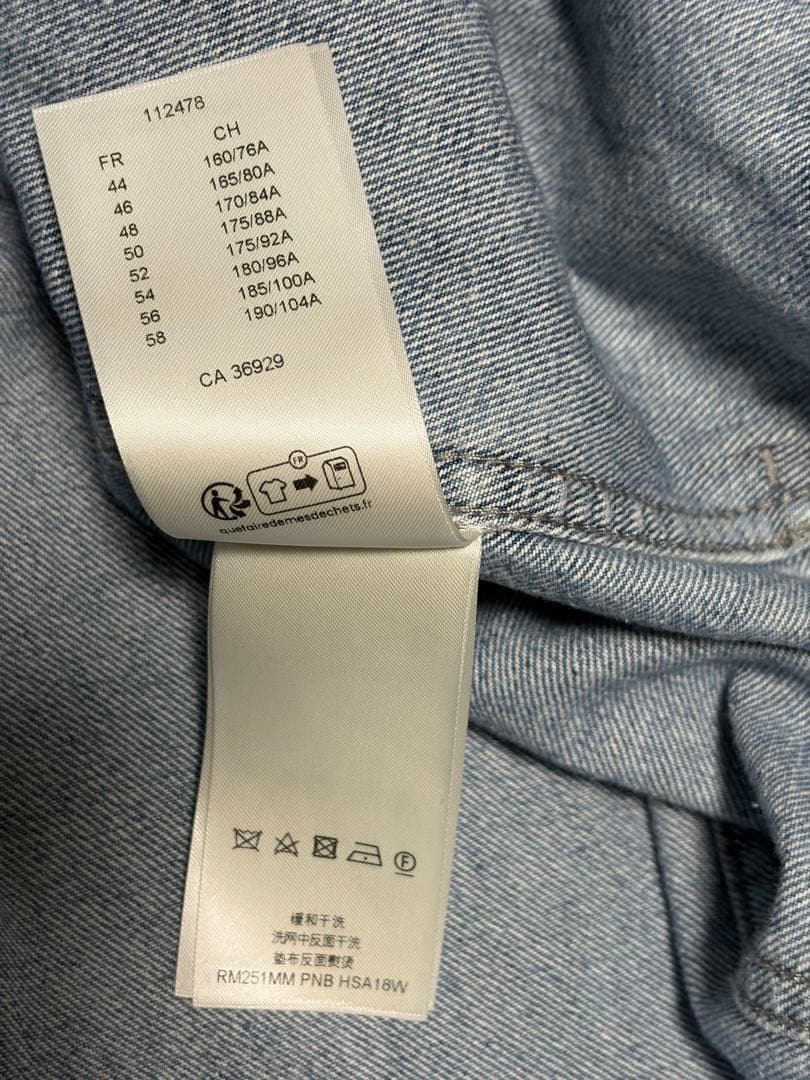 112478
FR CH
44 160/76A
46 165/80A
48 170/84A
50 175/88A
52 175/92A
54 180/96A
56 185/100A
58 190/104A
CA 36929
FR
quefairedemesdechets.fr
F
缓和干洗
洗网中反面干洗
垫布反面熨烫
RM251MM PNB HSA18W